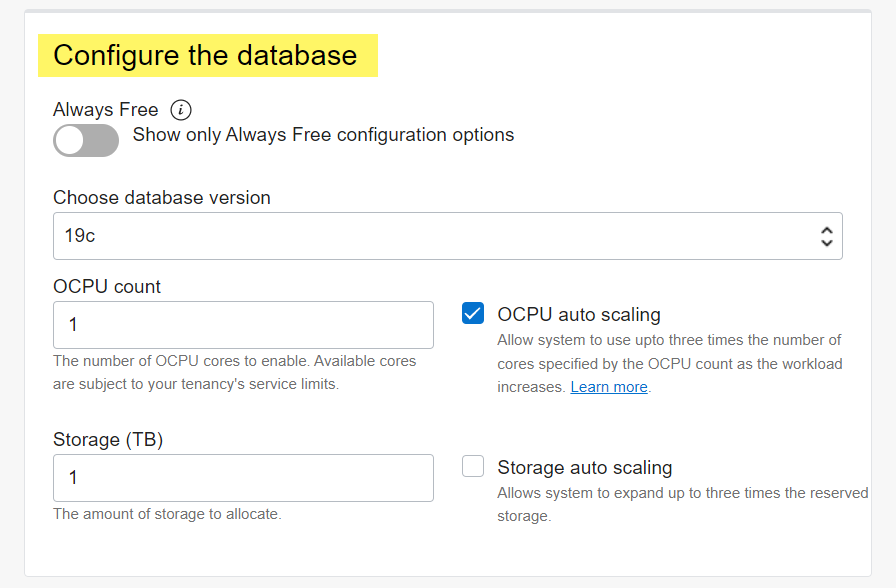 Configure the database
Always Free
Show only Always Free configuration options
Choose database version
19c
OCPU count
1
The number of OCPU cores to enable. Available cores
are subject to your tenancy's service limits.
OCPU auto scaling
Allow system to use upto three times the number of
cores specified by the OCPU count as the workload
increases. Learn more.
Storage (TB)
1
The amount of storage to allocate.
Storage auto scaling
Allows system to expand up to three times the reserved
storage.